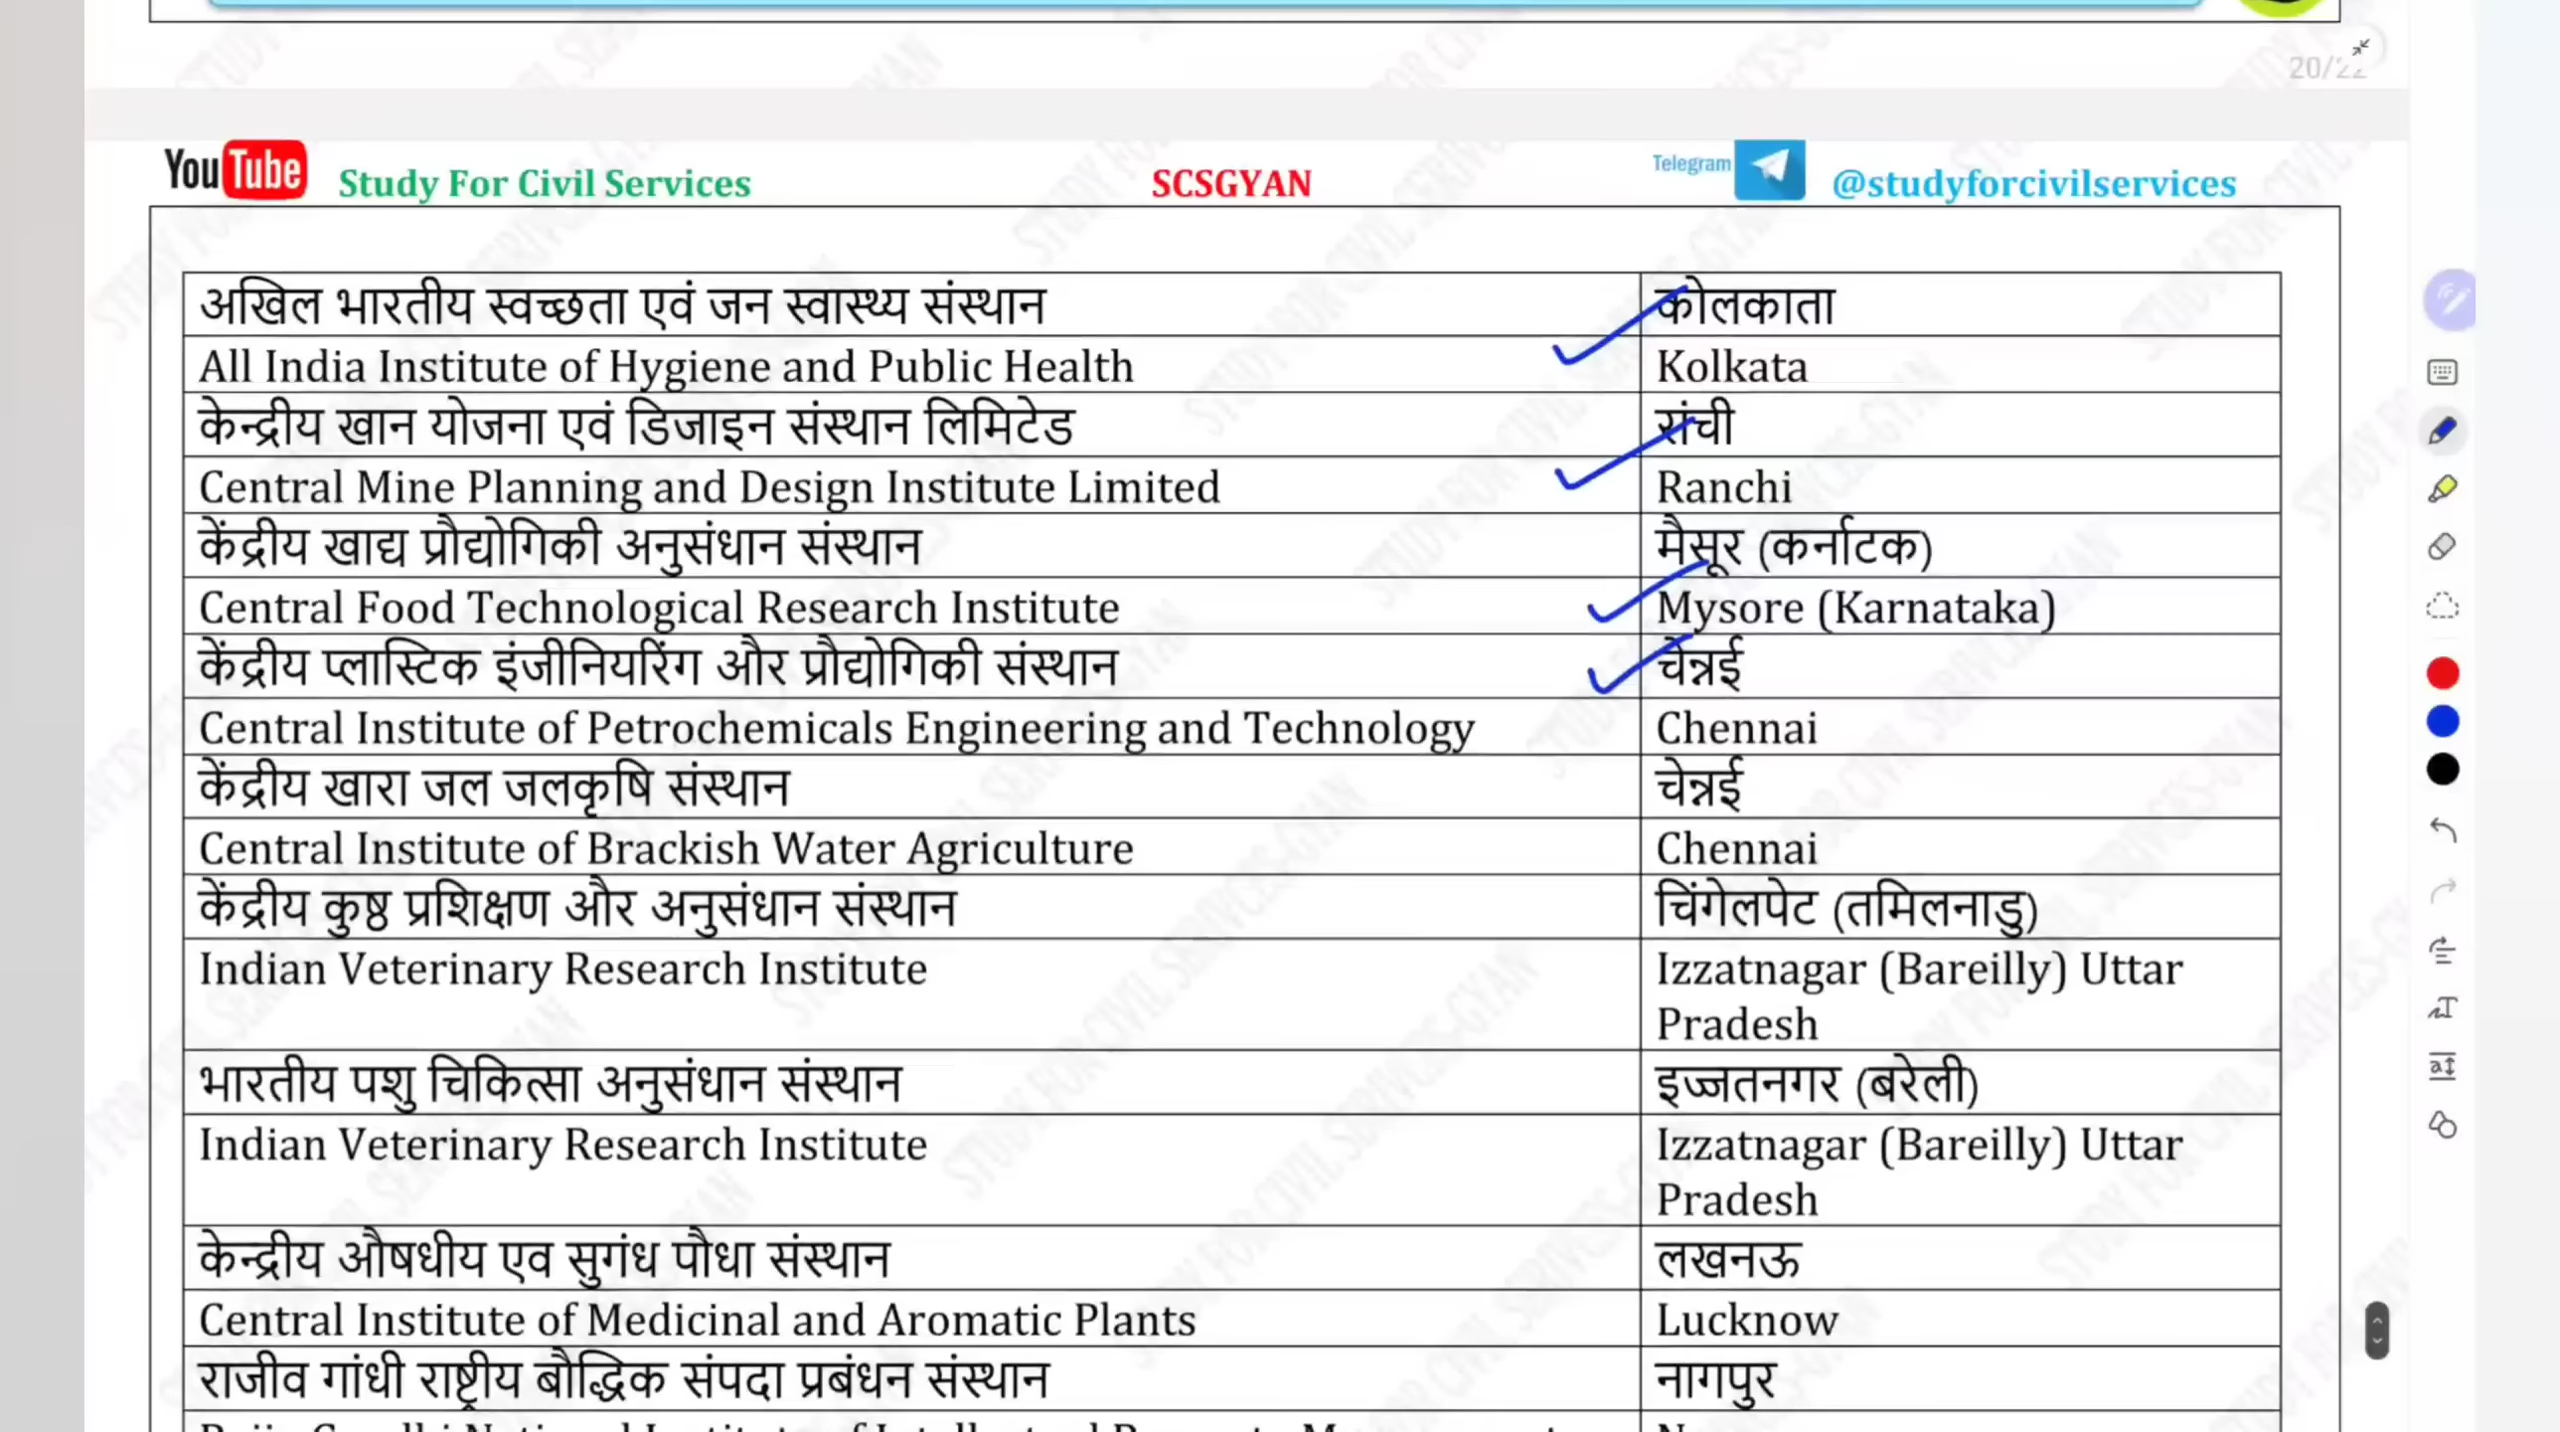 20/22
YouTube Study For Civil Services SCSGYAN Telegram @studyforcivilservices
अखिल भारतीय स्वच्छता एवं जन स्वास्थ्य संस्थान कोलकाता
All India Institute of Hygiene and Public Health Kolkata
केन्द्रीय खान योजना एवं डिजाइन संस्थान लिमिटेड रांची
Central Mine Planning and Design Institute Limited Ranchi
केंद्रीय खाद्य प्रौद्योगिकी अनुसंधान संस्थान मैसूर (कर्नाटक)
Central Food Technological Research Institute Mysore (Karnataka)
केंद्रीय प्लास्टिक इंजीनियरिंग और प्रौद्योगिकी संस्थान चेन्नई
Central Institute of Petrochemicals Engineering and Technology Chennai
केंद्रीय खारा जल जलकृषि संस्थान चेन्नई
Central Institute of Brackish Water Agriculture Chennai
केंद्रीय कुष्ठ प्रशिक्षण और अनुसंधान संस्थान चिंगेलपेट (तमिलनाडु)
Indian Veterinary Research Institute Izzatnagar (Bareilly) Uttar
Pradesh
भारतीय पशु चिकित्सा अनुसंधान संस्थान इज्जतनगर (बरेली)
Indian Veterinary Research Institute Izzatnagar (Bareilly) Uttar
Pradesh
केन्द्रीय औषधीय एव सुगंध पौधा संस्थान लखनऊ
Central Institute of Medicinal and Aromatic Plants Lucknow
राजीव गांधी राष्ट्रीय बौद्धिक संपदा प्रबंधन संस्थान नागपुर